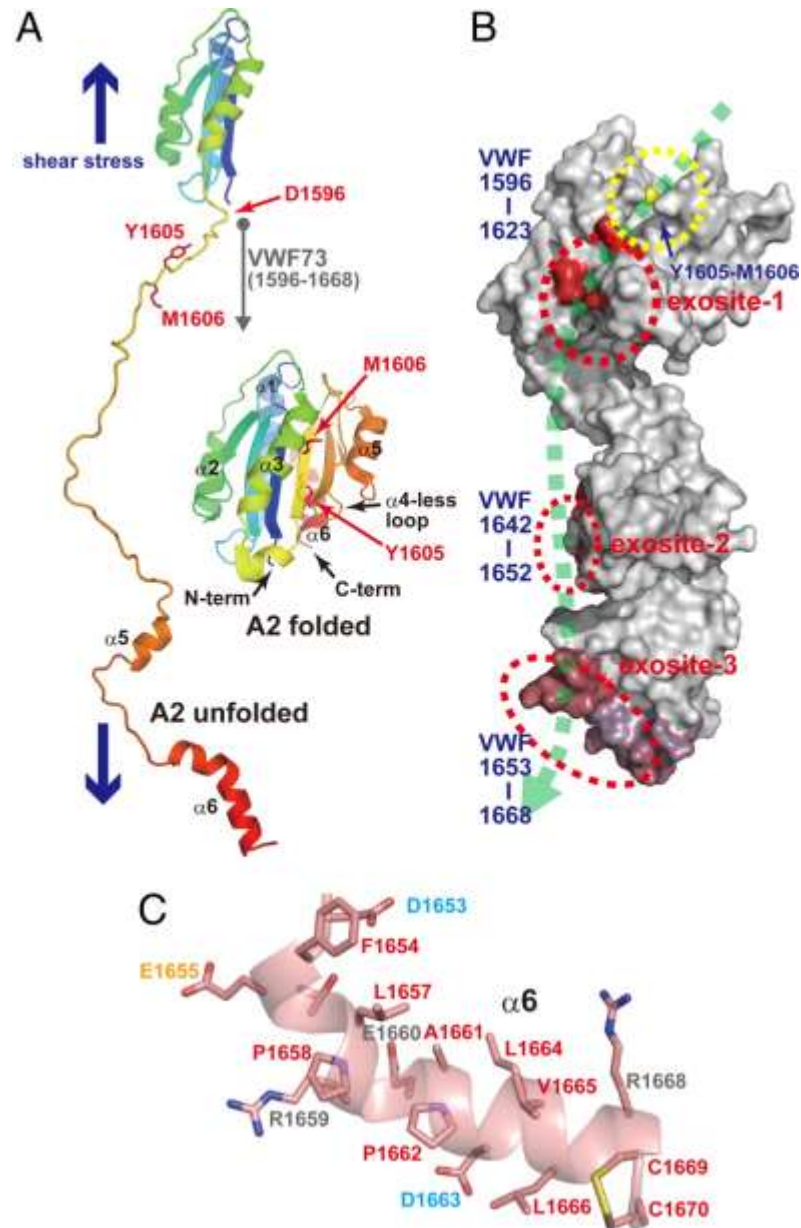 A
shear stress
D1596
Y1605
VWF73
(1596-1668)
M1606
M1606
α1
α2
α3
α5
α4-less
loop
α6
Y1605
N-term
C-term
A2 folded
α5
A2 unfolded
α6
B
VWF
1596
I
1623
Y1605-M1606
exosite-1
VWF
1642
I
1652
exosite-2
exosite-3
VWF
1653
I
1668
C
D1653
F1654
E1655
L1657
α6
E1660
A1661
L1664
P1658
V1665
R1668
R1659
P1662
C1669
D1663
L1666
C1670